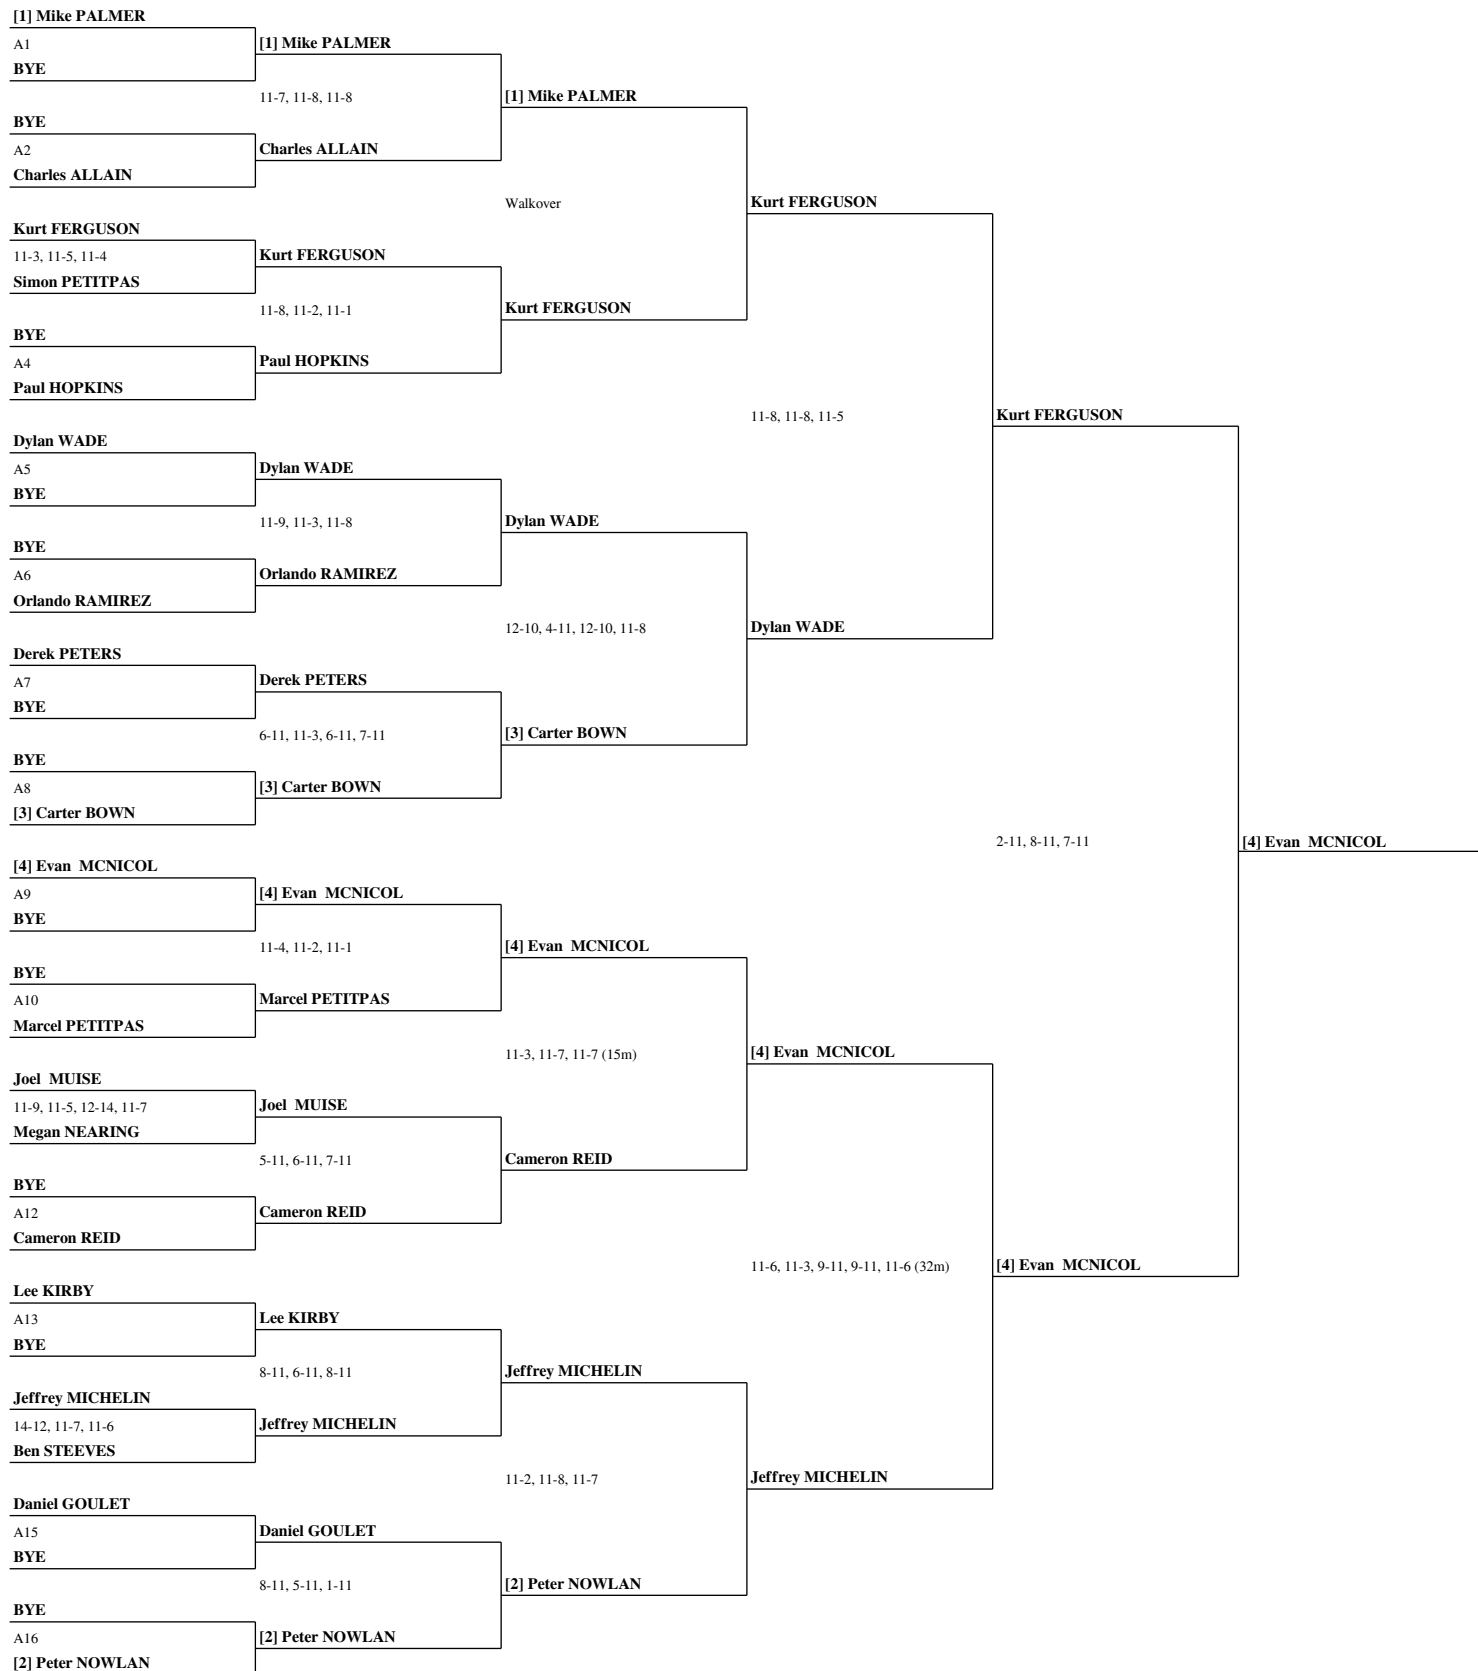 [1] Mike PALMER
A1
[1] Mike PALMER
BYE
11-7, 11-8, 11-8
[1] Mike PALMER
BYE
A2
Charles ALLAIN
Charles ALLAIN
Walkover
Kurt FERGUSON
Kurt FERGUSON
11-3, 11-5, 11-4
Kurt FERGUSON
Simon PETITPAS
11-8, 11-2, 11-1
Kurt FERGUSON
BYE
A4
Paul HOPKINS
Paul HOPKINS
11-8, 11-8, 11-5
Kurt FERGUSON
Dylan WADE
A5
Dylan WADE
BYE
11-9, 11-3, 11-8
Dylan WADE
BYE
A6
Orlando RAMIREZ
Orlando RAMIREZ
12-10, 4-11, 12-10, 11-8
Dylan WADE
Derek PETERS
A7
Derek PETERS
BYE
6-11, 11-3, 6-11, 7-11
[3] Carter BOWN
BYE
A8
[3] Carter BOWN
[3] Carter BOWN
2-11, 8-11, 7-11
[4] Evan MCNICOL
[4] Evan MCNICOL
A9
[4] Evan MCNICOL
BYE
11-4, 11-2, 11-1
[4] Evan MCNICOL
BYE
A10
Marcel PETITPAS
Marcel PETITPAS
11-3, 11-7, 11-7 (15m)
[4] Evan MCNICOL
Joel MUISE
11-9, 11-5, 12-14, 11-7
Joel MUISE
Megan NEARING
5-11, 6-11, 7-11
Cameron REID
BYE
A12
Cameron REID
Cameron REID
11-6, 11-3, 9-11, 9-11, 11-6 (32m)
[4] Evan MCNICOL
Lee KIRBY
A13
Lee KIRBY
BYE
8-11, 6-11, 8-11
Jeffrey MICHELIN
Jeffrey MICHELIN
14-12, 11-7, 11-6
Jeffrey MICHELIN
Ben STEEVES
11-2, 11-8, 11-7
Jeffrey MICHELIN
Daniel GOULET
A15
Daniel GOULET
BYE
8-11, 5-11, 1-11
[2] Peter NOWLAN
BYE
A16
[2] Peter NOWLAN
[2] Peter NOWLAN